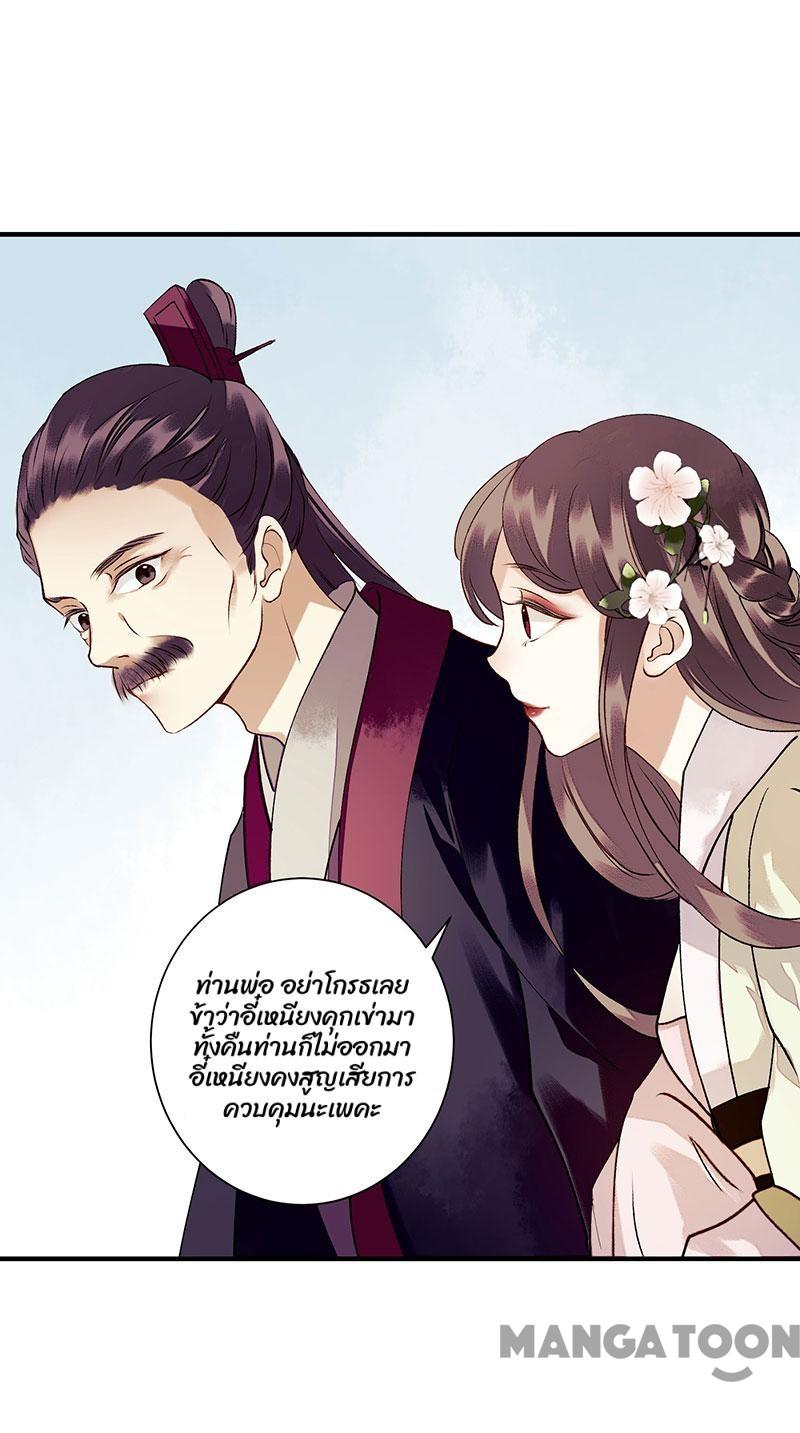 ท่านพ่อ อย่าโกรธเลย
ข้าว่าอี๋เหนียงคุกเข่ามา
ทั้งคืนท่านก็ไม่ออกมา
อี๋เหนียงคงสูญเสียการ
ควบคุมนะเพคะ
MANGATOON